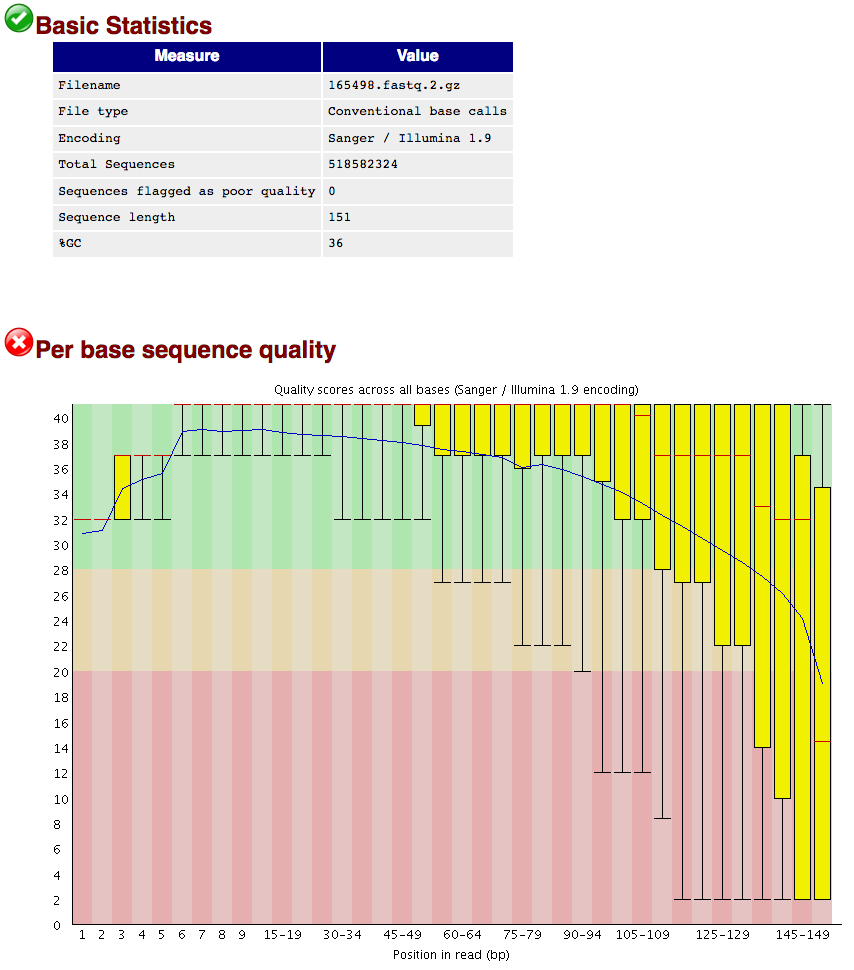 Basic Statistics
Measure Value
Filename 165498.fastq.2.gz
File type Conventional base calls
Encoding Sanger / Illumina 1.9
Total Sequences 518582324
Sequences flagged as poor quality 0
Sequence length 151
%GC 36
Per base sequence quality
Quality scores across all bases (Sanger / Illumina 1.9 encoding)
40
38
36
34
32
30
28
26
24
22
20
18
16
14
12
10
8
6
4
2
0
1 2 3 4 5 6 7 8 9 15-19 30-34 45-49 60-64 75-79 90-94 105-109 125-129 145-149
Position in read (bp)